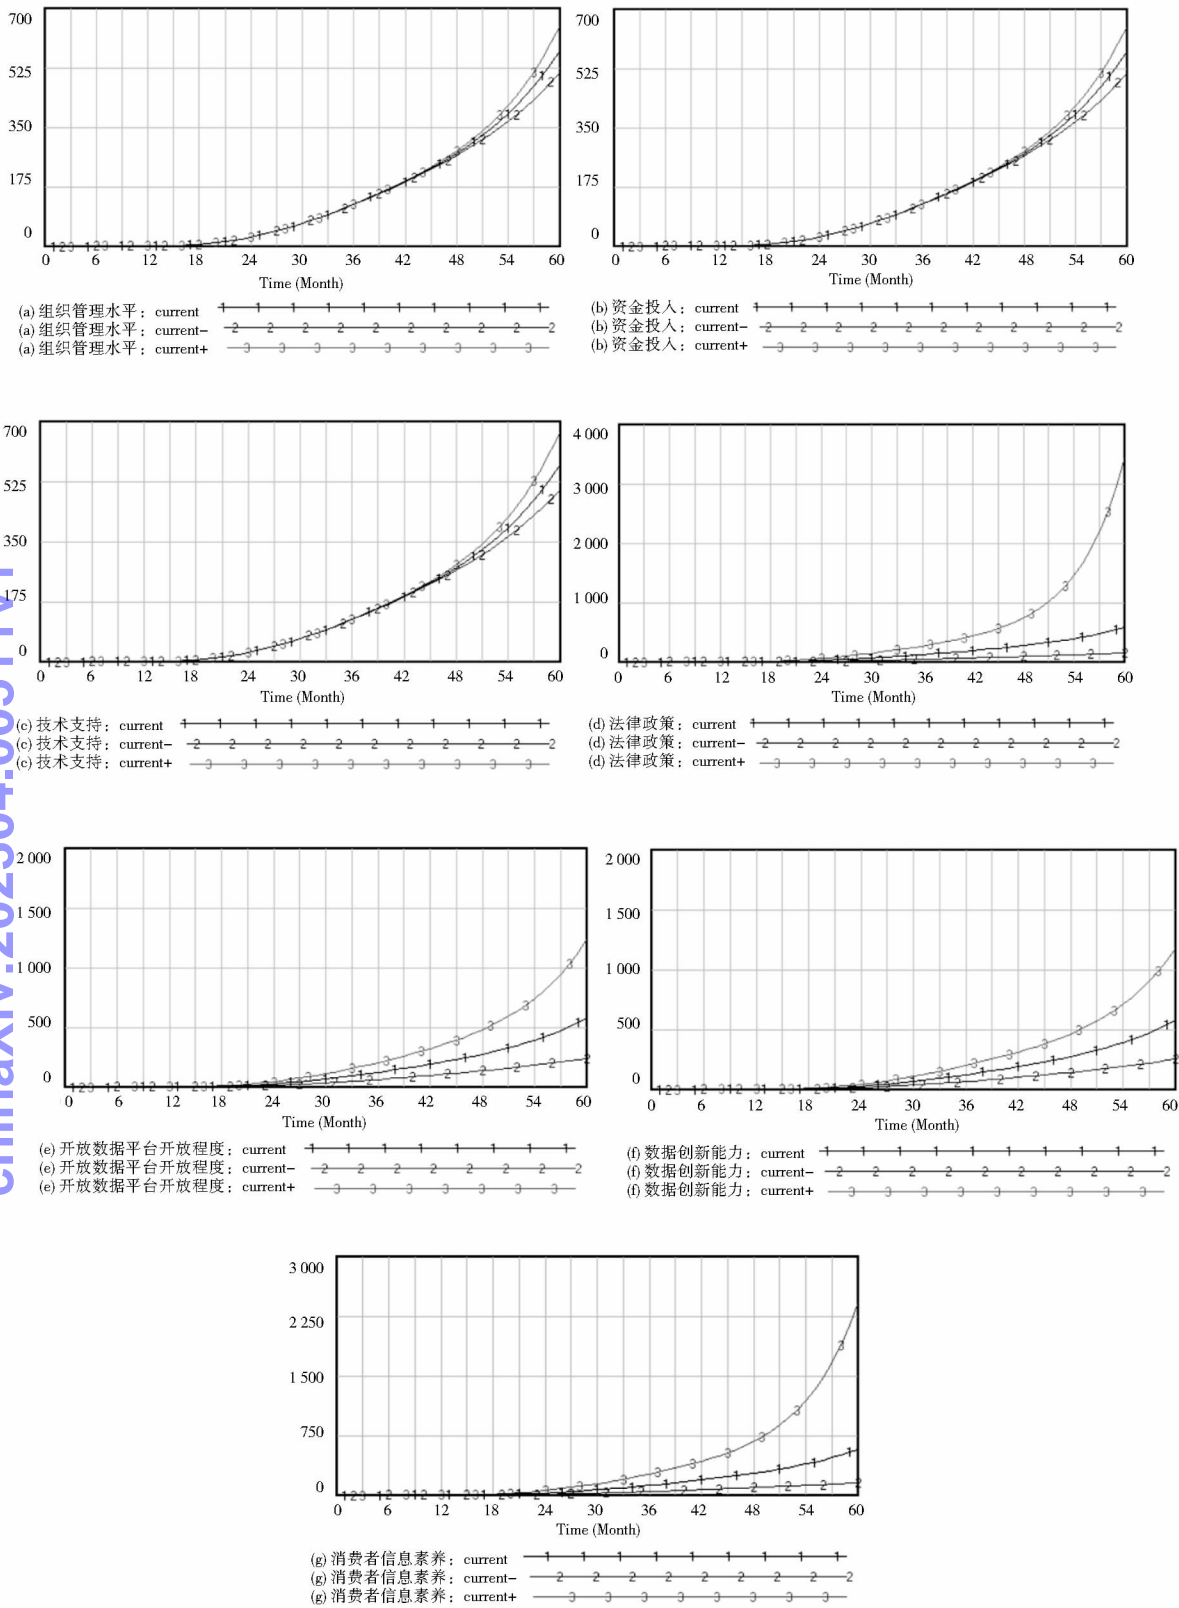 700
525
350
175
0
0 6 12 18 24 30 36 42 48 54 60
Time (Month)
(a) 组织管理水平：current
(a) 组织管理水平：current−
(a) 组织管理水平：current+
700
525
350
175
0
0 6 12 18 24 30 36 42 48 54 60
Time (Month)
(b) 资金投入：current
(b) 资金投入：current−
(b) 资金投入：current+
700
525
350
175
0
0 6 12 18 24 30 36 42 48 54 60
Time (Month)
(c) 技术支持：current
(c) 技术支持：current−
(c) 技术支持：current+
4 000
3 000
2 000
1 000
0
0 6 12 18 24 30 36 42 48 54 60
Time (Month)
(d) 法律政策：current
(d) 法律政策：current−
(d) 法律政策：current+
2 000
1 500
1 000
500
0
0 6 12 18 24 30 36 42 48 54 60
Time (Month)
(e) 开放数据平台开放程度：current
(e) 开放数据平台开放程度：current−
(e) 开放数据平台开放程度：current+
2 000
1 500
1 000
500
0
0 6 12 18 24 30 36 42 48 54 60
Time (Month)
(f) 数据创新能力：current
(f) 数据创新能力：current−
(f) 数据创新能力：current+
3 000
2 250
1 500
750
0
0 6 12 18 24 30 36 42 48 54 60
Time (Month)
(g) 消费者信息素养：current
(g) 消费者信息素养：current−
(g) 消费者信息素养：current+